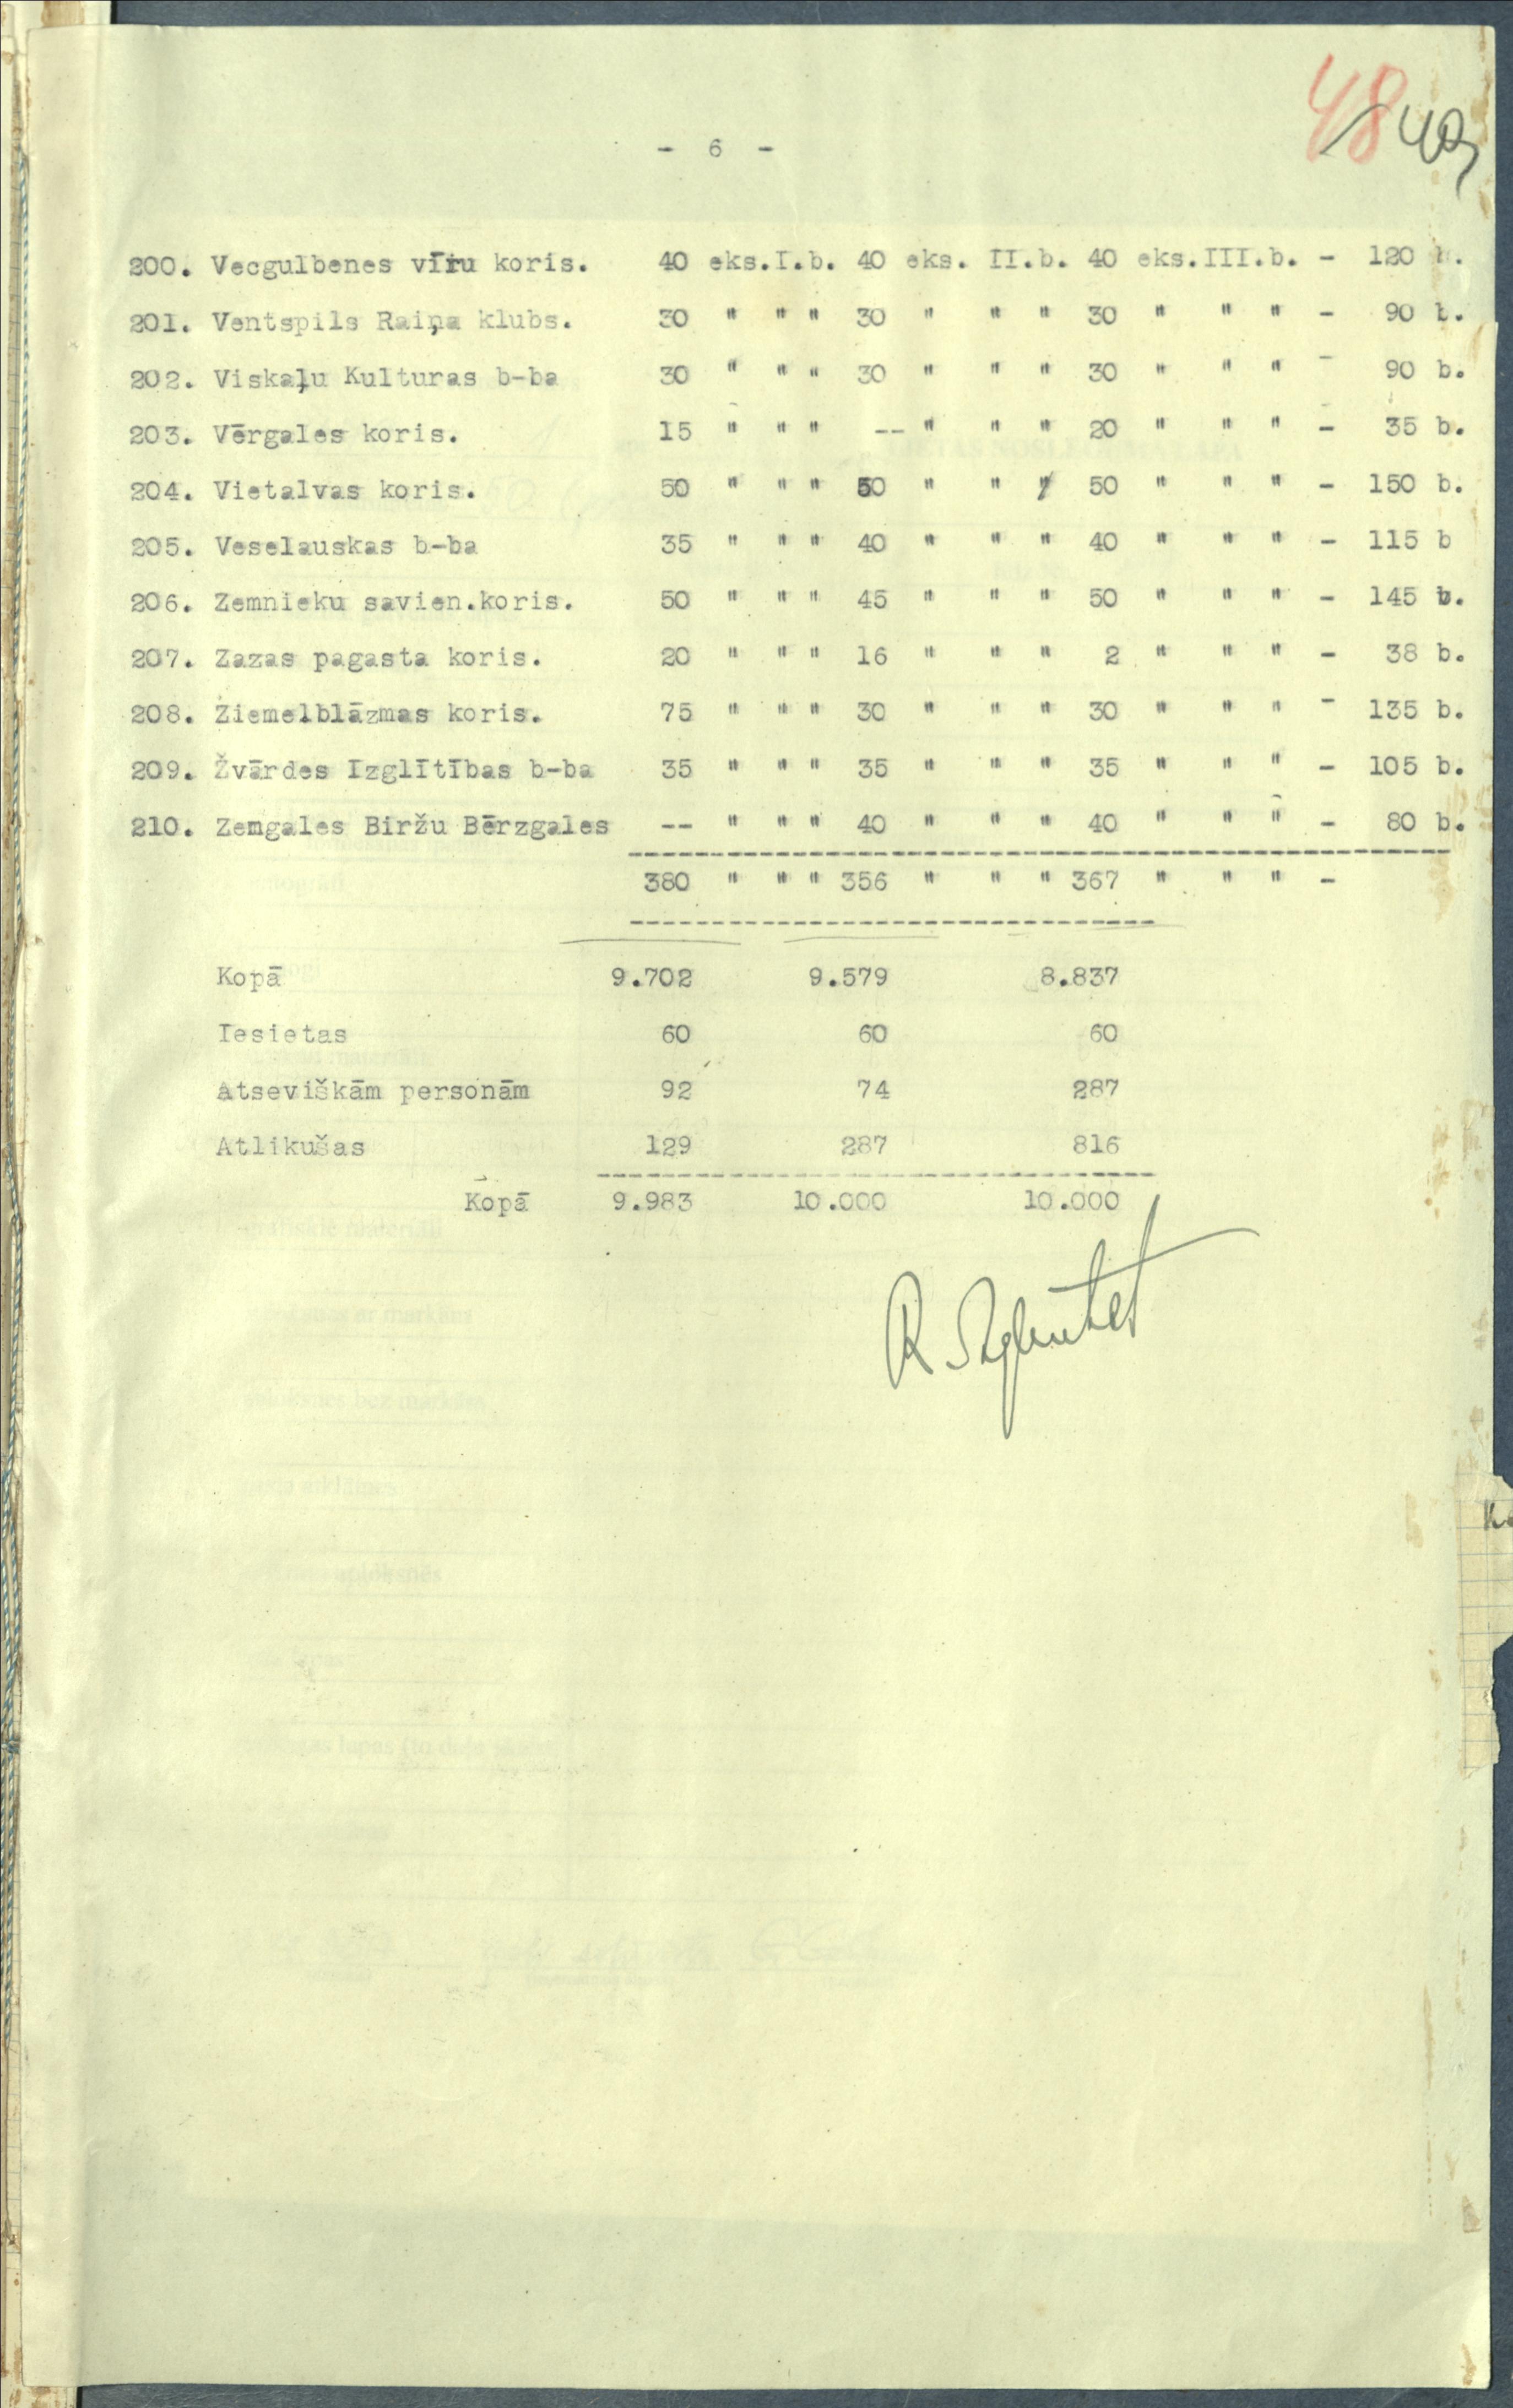 48 49
- 6 -
200. Vecgulbenes vīru koris. 40 eks.I.b. 40 eks. II.b. 40 eks.III.b. - 120 b.
201. Ventspils Raiņa klubs. 30 " " " 30 " " " 30 " " " - 90 b.
202. Viskaļu Kulturas b-ba 30 " " " 30 " " " 30 " " " - 90 b.
203. Vērgales koris. 15 " " " -- " " " 20 " " " - 35 b.
204. Vietalvas koris. 50 " " " 50 " " " 50 " " " - 150 b.
205. Veselauskas b-ba 35 " " " 40 " " " 40 " " " - 115 b
206. Zemnieku savien.koris. 50 " " " 45 " " " 50 " " " - 145 b.
207. Zazas pagasta koris. 20 " " " 16 " " " 2 " " " - 38 b.
208. Ziemelblāzmas koris. 75 " " " 30 " " " 30 " " " - 135 b.
209. Žvārdes Izglītības b-ba 35 " " " 35 " " " 35 " " " - 105 b.
210. Zemgales Biržu Bērzgales -- " " " 40 " " " 40 " " " - 80 b.
380 " " " 356 " " " 367 " " " -
Kopā 9.702 9.579 8.837
Iesietas 60 60 60
Atsevišķām personām 92 74 287
Atlikušas 129 287 816
Kopā 9.983 10.000 10.000